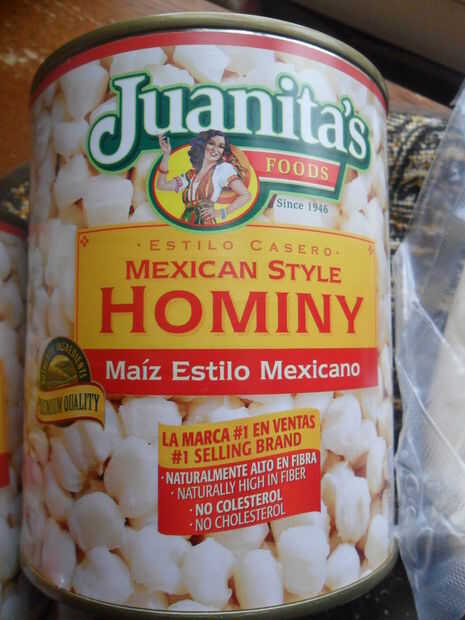 Juanita's
FOODS
Since 1946
· ESTILO CASERO ·
MEXICAN STYLE
HOMINY
Maíz Estilo Mexicano
INGREDIENTS
PREMIUM QUALITY
LA MARCA #1 EN VENTAS
#1 SELLING BRAND
· NATURALMENTE ALTO EN FIBRA
· NATURALLY HIGH IN FIBER
· NO COLESTEROL
· NO CHOLESTEROL